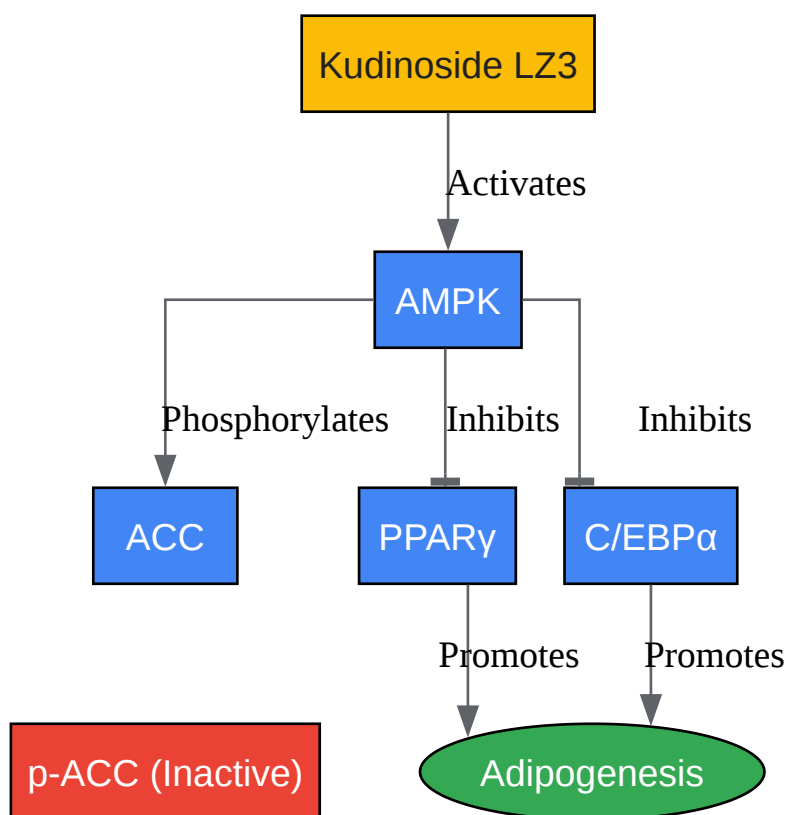 Kudinoside LZ3
Activates
AMPK
Phosphorylates
Inhibits
Inhibits
ACC
PPARγ
C/EBPα
Promotes
Promotes
p-ACC (Inactive)
Adipogenesis